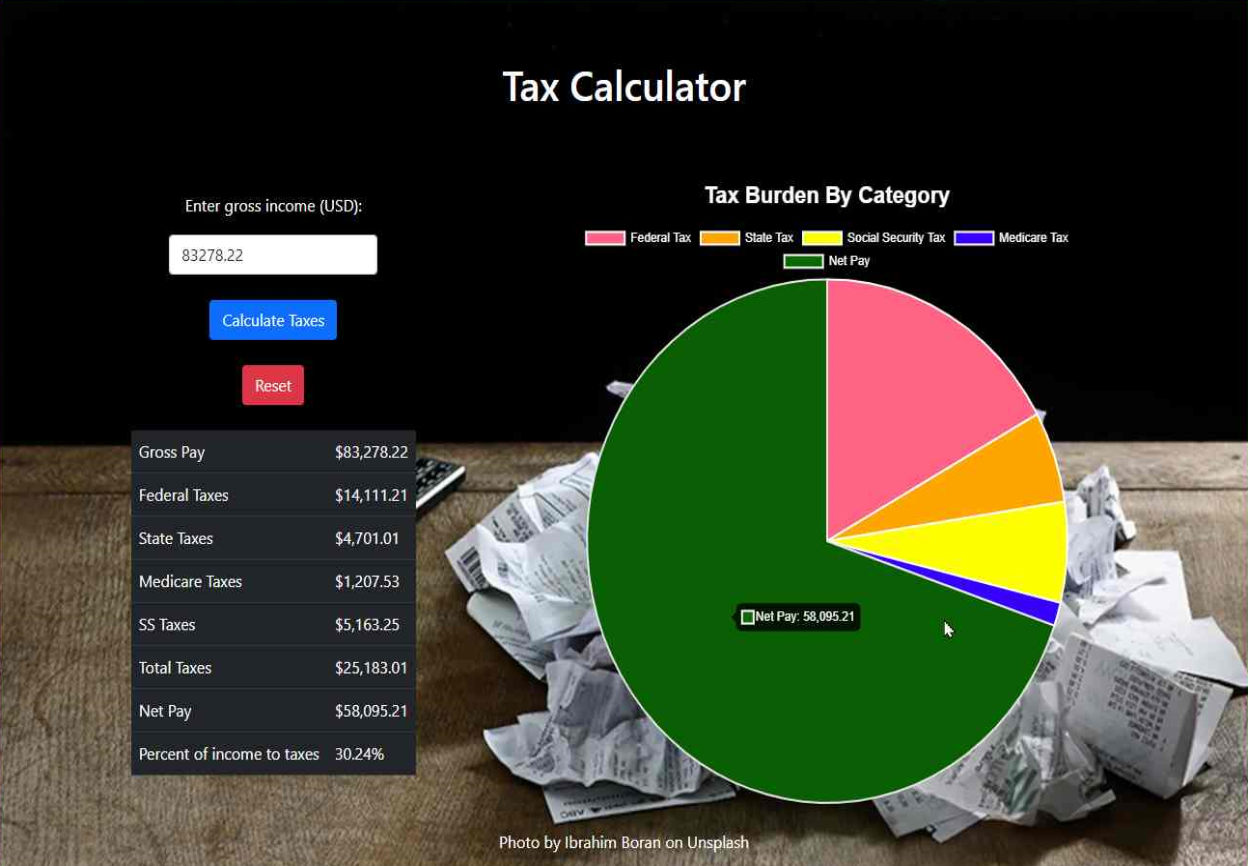 Tax Calculator
Enter gross income (USD):
83278.22
Calculate Taxes
Reset
Gross Pay $83,278.22
Federal Taxes $14,111.21
State Taxes $4,701.01
Medicare Taxes $1,207.53
SS Taxes $5,163.25
Total Taxes $25,183.01
Net Pay $58,095.21
Percent of income to taxes 30.24%
Tax Burden By Category
Federal Tax State Tax Social Security Tax Medicare Tax
Net Pay
Net Pay: 58,095.21
Photo by Ibrahim Boran on Unsplash